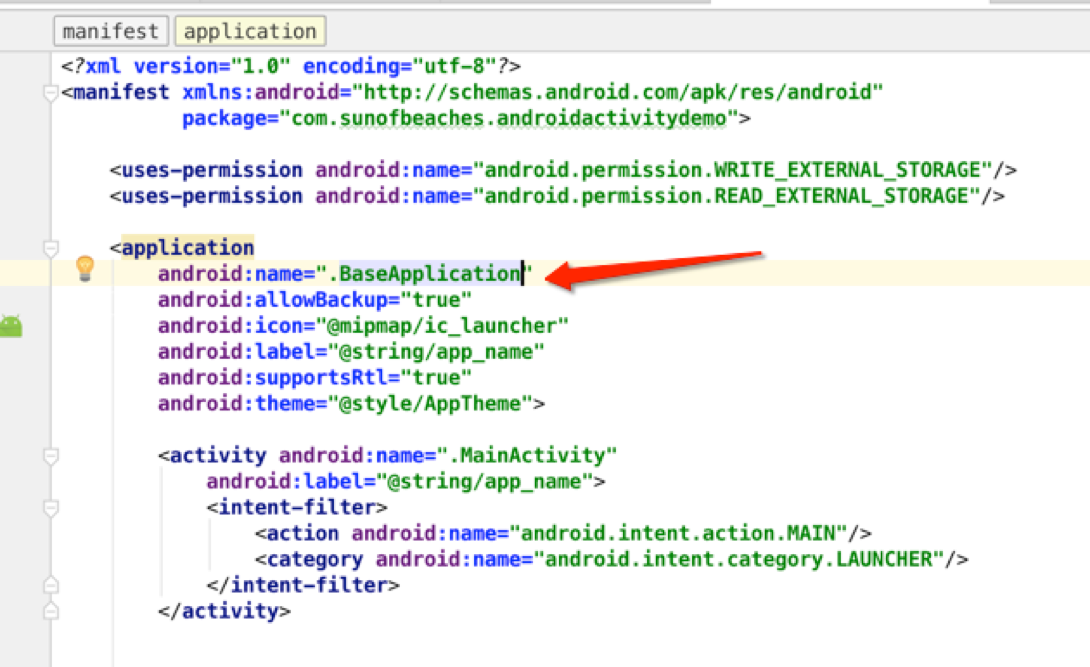 manifest application
<?xml version="1.0" encoding="utf-8"?>
<manifest xmlns:android="http://schemas.android.com/apk/res/android"
package="com.sunofbeaches.androidactivitydemo">
<uses-permission android:name="android.permission.WRITE_EXTERNAL_STORAGE"/>
<uses-permission android:name="android.permission.READ_EXTERNAL_STORAGE"/>
<application
android:name=".BaseApplication"
android:allowBackup="true"
android:icon="@mipmap/ic_launcher"
android:label="@string/app_name"
android:supportsRtl="true"
android:theme="@style/AppTheme">
<activity android:name=".MainActivity"
android:label="@string/app_name">
<intent-filter>
<action android:name="android.intent.action.MAIN"/>
<category android:name="android.intent.category.LAUNCHER"/>
</intent-filter>
</activity>